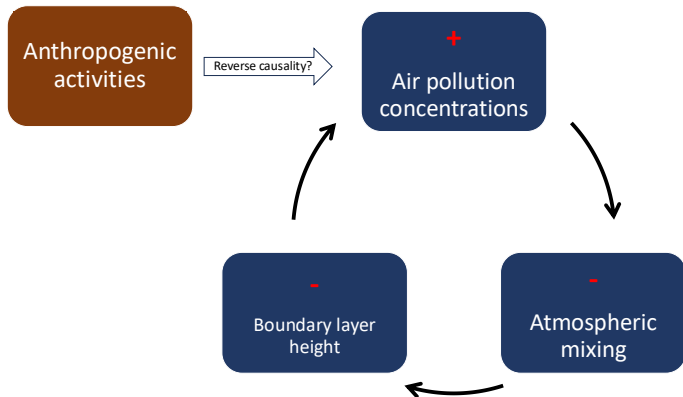 Anthropogenic
activities
Reverse causality?
+
Air pollution
concentrations
-
Boundary layer
height
-
Atmospheric
mixing